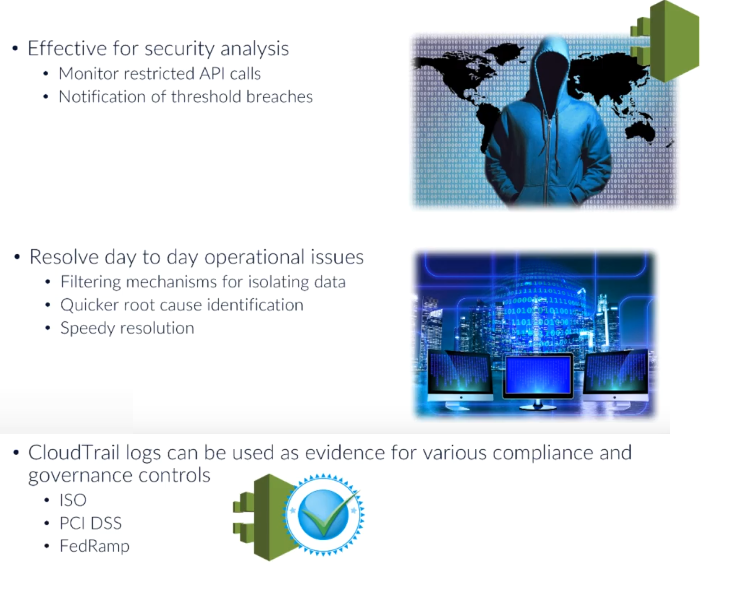 Effective for security analysis
Monitor restricted API calls
Notification of threshold breaches
Resolve day to day operational issues
Filtering mechanisms for isolating data
Quicker root cause identification
Speedy resolution
CloudTrail logs can be used as evidence for various compliance and
governance controls
ISO
PCI DSS
FedRamp